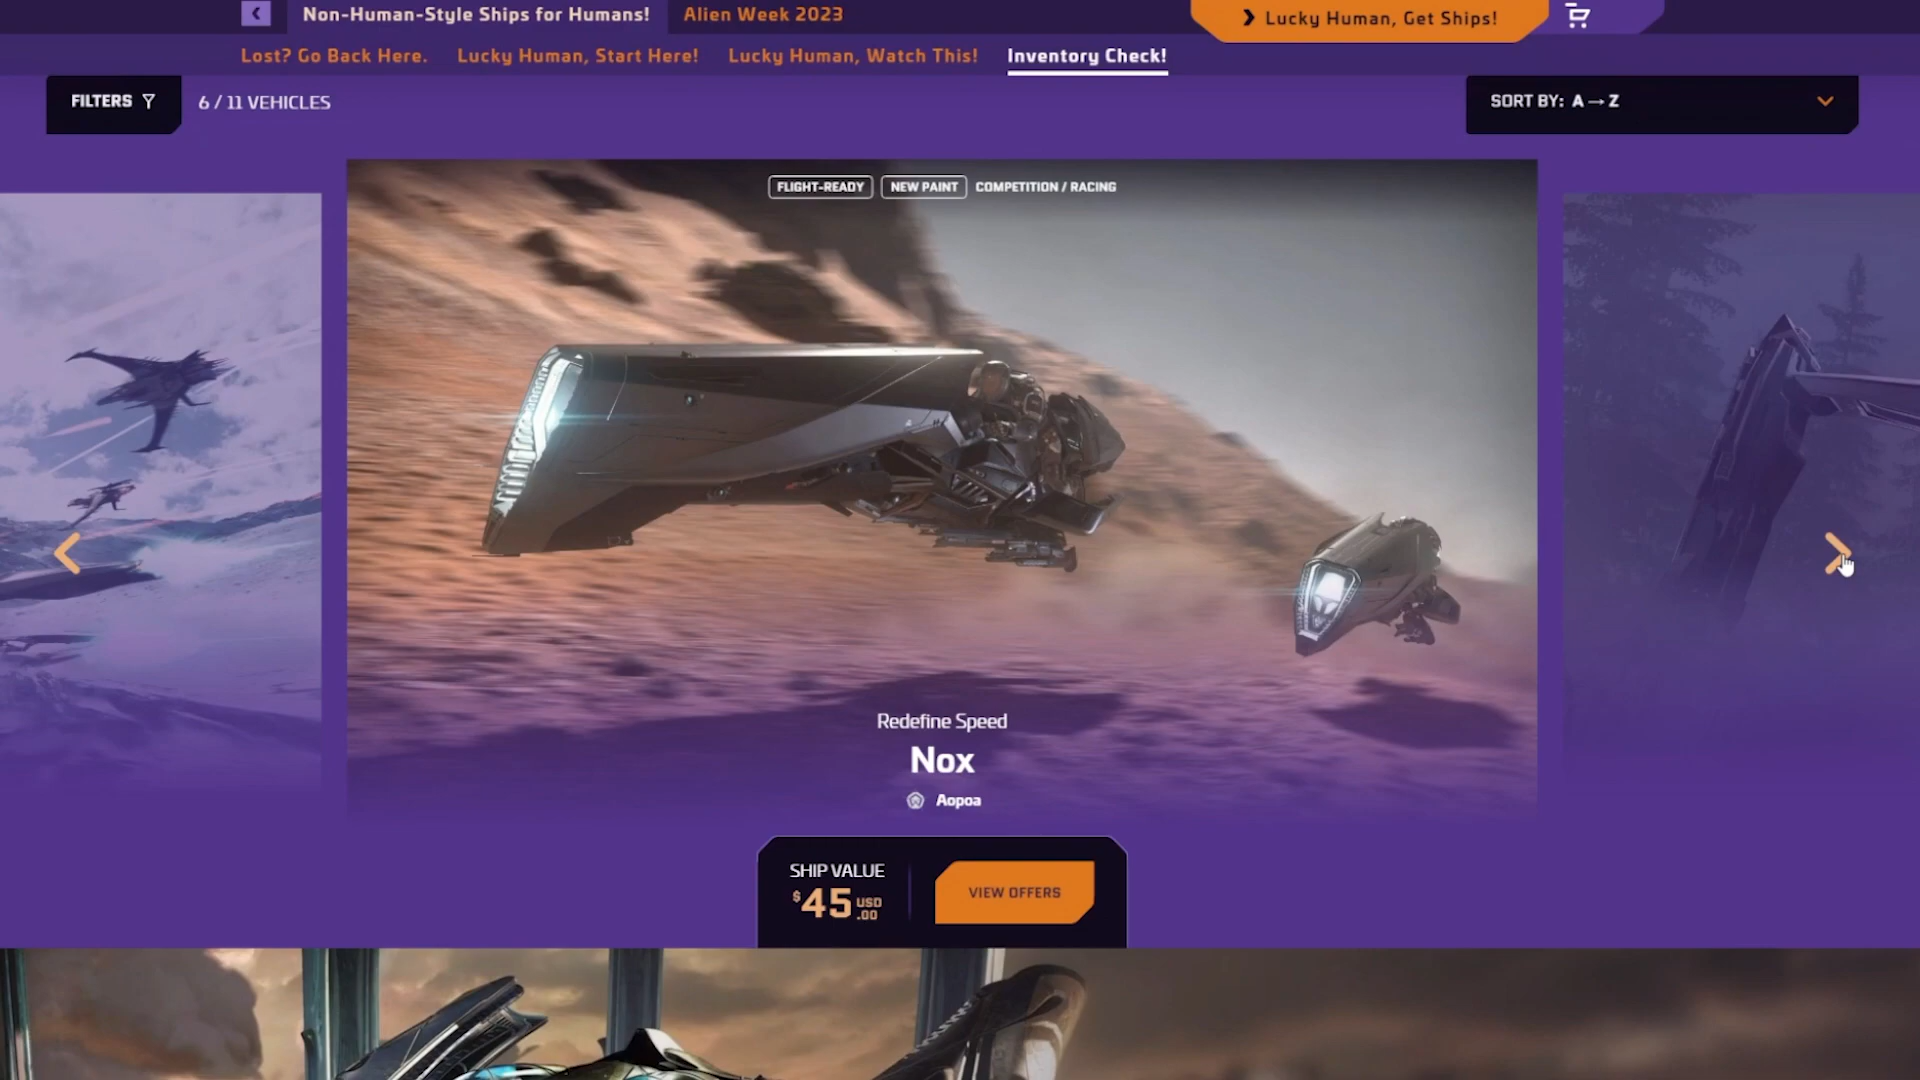 Non-Human-Style Ships for Humans!
Alien Week 2023
Lucky Human, Get Ships!
Lost? Go Back Here.
Lucky Human, Start Here!
Lucky Human, Watch This!
Inventory Check!
FILTERS
6 / 11 VEHICLES
SORT BY: A → Z
FLIGHT-READY
NEW PAINT
COMPETITION / RACING
Redefine Speed
Nox
Aopoa
SHIP VALUE
$45 USD .00
VIEW OFFERS